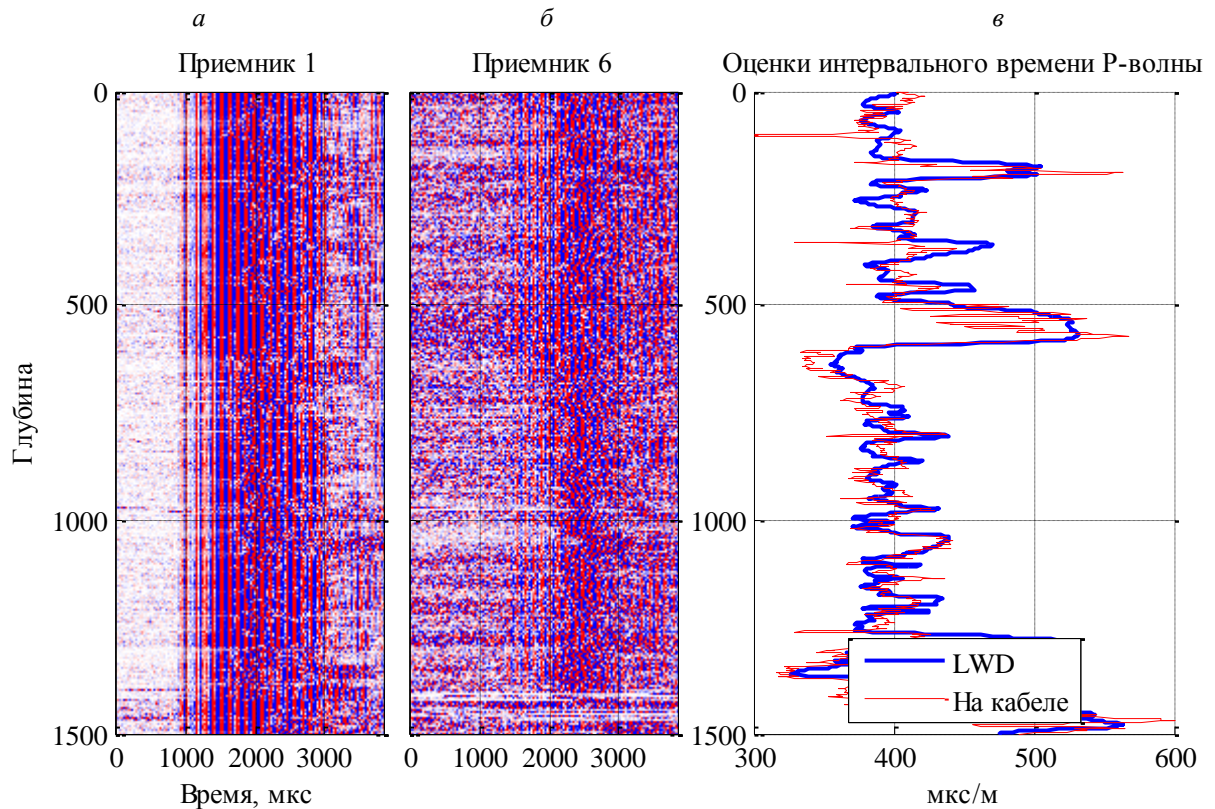 а б в
Приемник 1 Приемник 6 Оценки интервального времени P-волны
0 0
500 500
1000 1000
1500 1500
Глубина
LWD
На кабеле
0 1000 2000 3000 0 1000 2000 3000 300 400 500 600
Время, мкс мкс/м